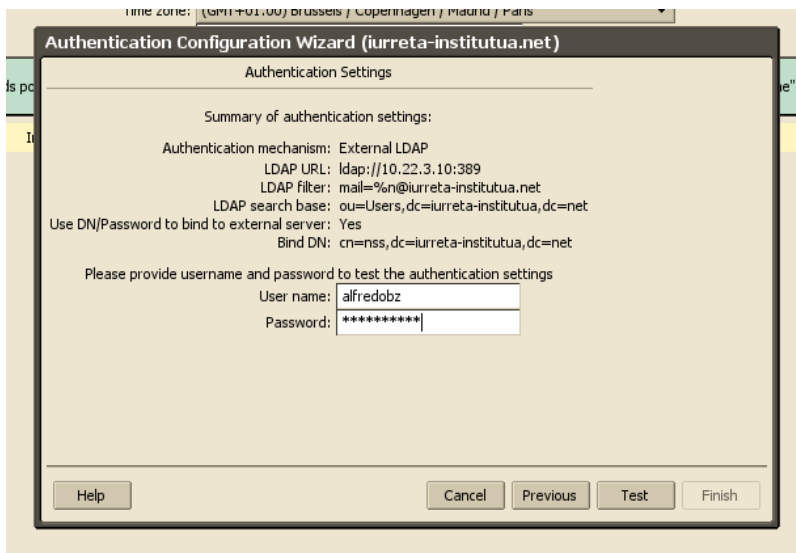 Time zone: (GMT+01.00) Brussels / Copenhagen / Madrid / Paris
Authentication Configuration Wizard (iurreta-institutua.net)
Authentication Settings
ds po
ne"
Summary of authentication settings:
Authentication mechanism: External LDAP
LDAP URL: ldap://10.22.3.10:389
LDAP filter: mail=%n@iurreta-institutua.net
LDAP search base: ou=Users,dc=iurreta-institutua,dc=net
Use DN/Password to bind to external server: Yes
Bind DN: cn=nss,dc=iurreta-institutua,dc=net
Please provide username and password to test the authentication settings
User name: alfredobz
Password: **********
Help Cancel Previous Test Finish